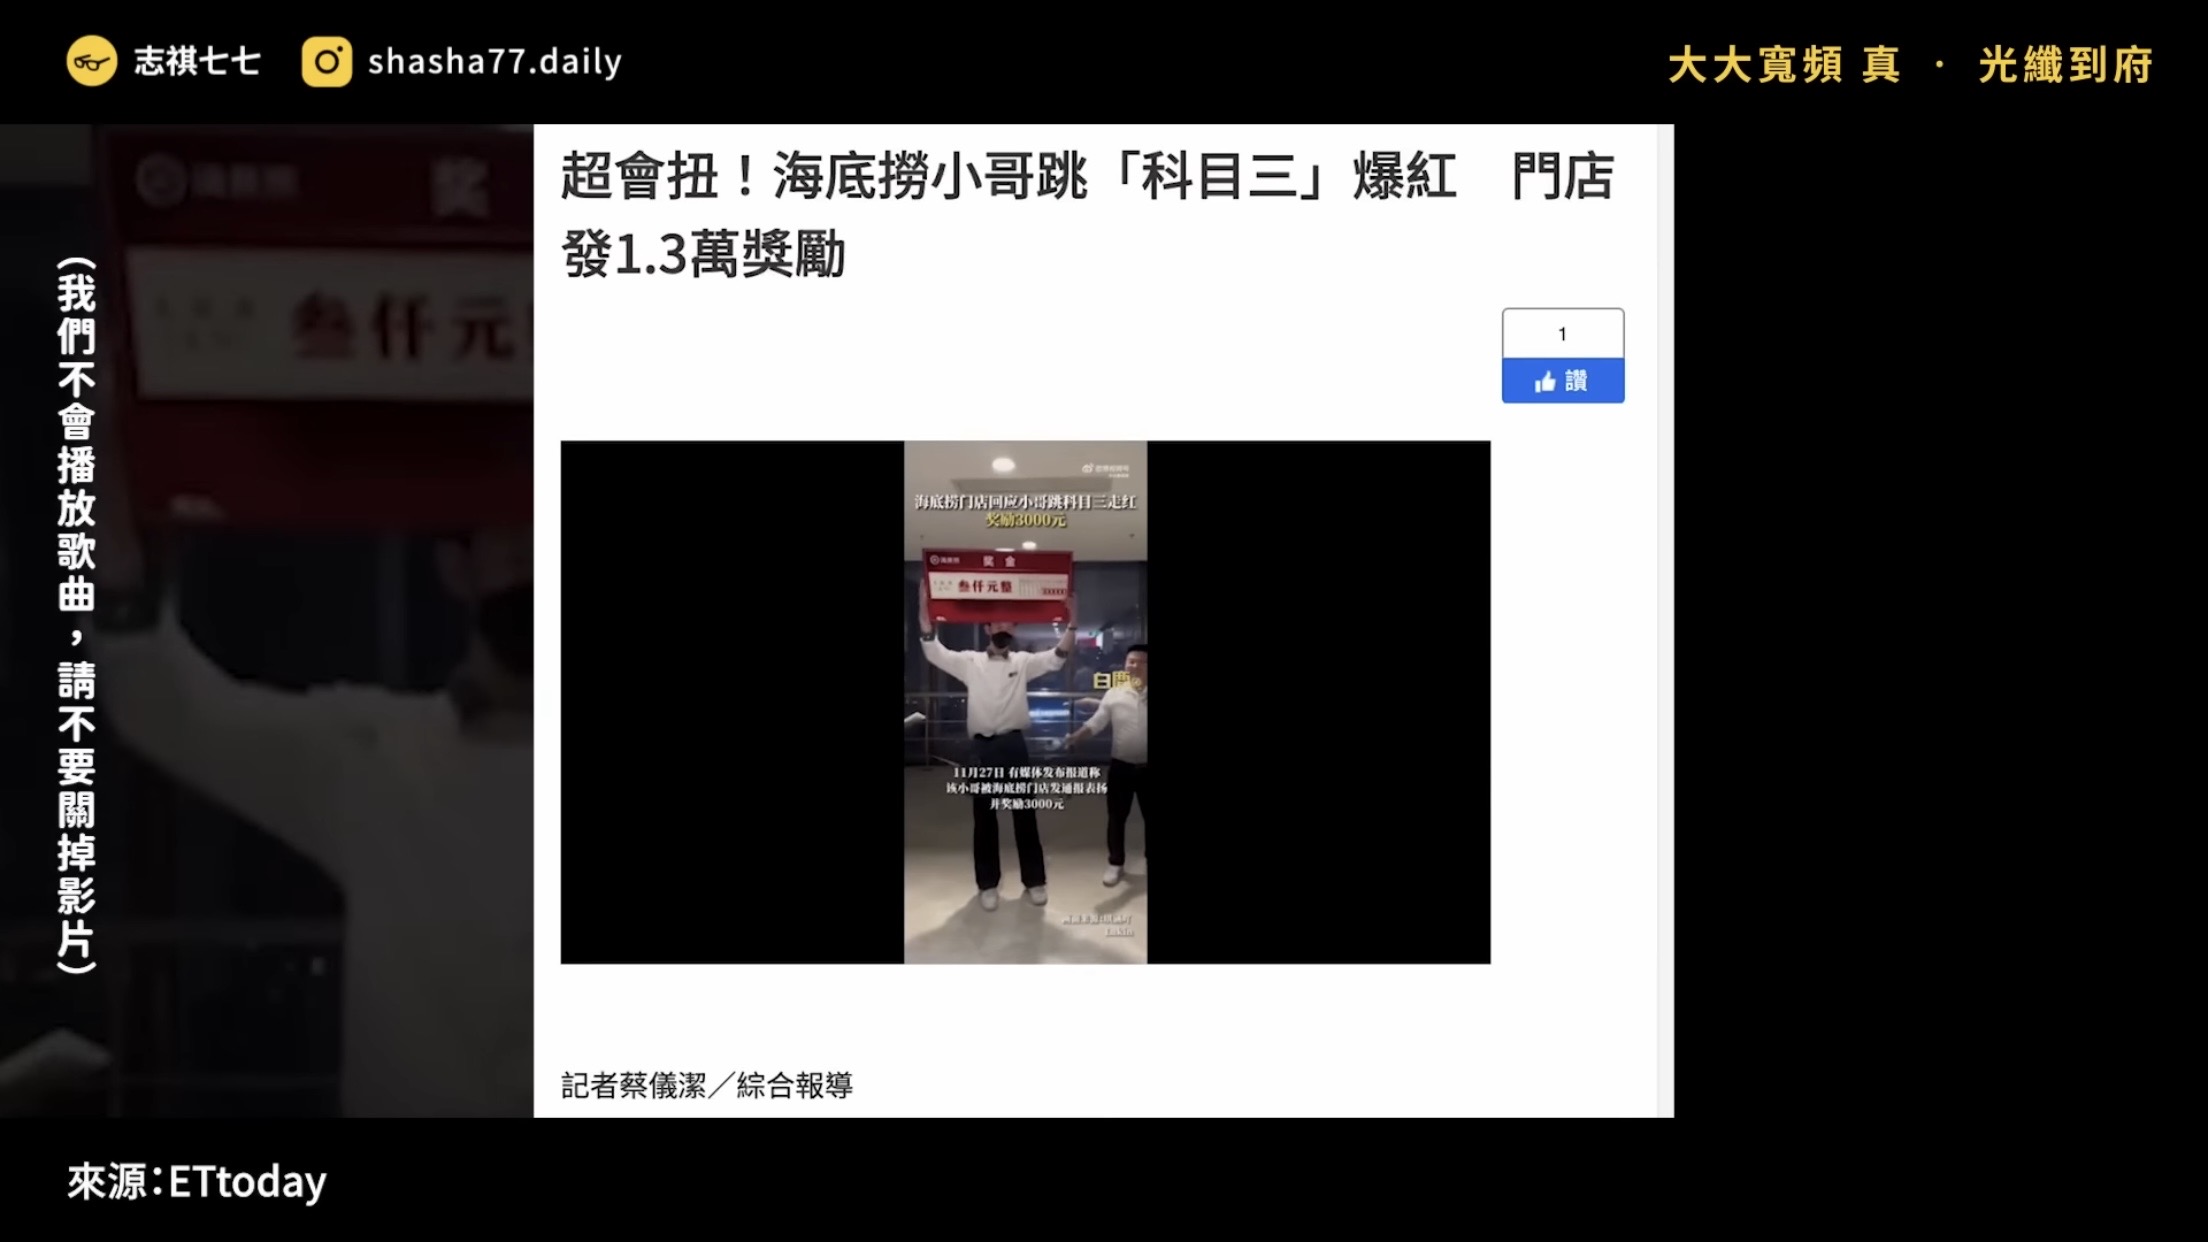 志祺七七
shasha77.daily
大大寬頻 真 · 光纖到府
（我們不會播放歌曲，請不要關掉影片）
奖
叁仟元
超會扭！海底撈小哥跳「科目三」爆紅　門店
發1.3萬獎勵
1
讚
海底捞门店回应小哥跳科目三走红
奖励3000元
奖 金
叁仟元整
白鹿
11月27日 有媒体发布报道称
该小哥被海底捞门店发通报表扬
并奖励3000元
記者蔡儀潔／綜合報導
來源：ETtoday